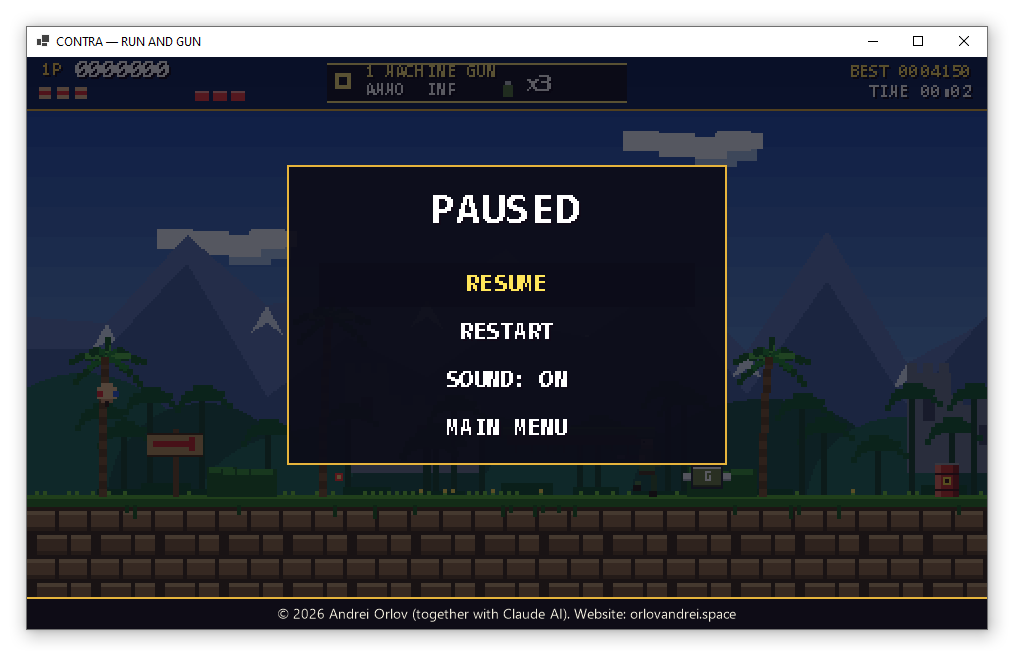 CONTRA — RUN AND GUN
1P 0000000
1 MACHINE GUN
AMMO INF
x3
BEST 0004150
TIME 00:02
PAUSED
RESUME
RESTART
SOUND: ON
MAIN MENU
G
© 2026 Andrei Orlov (together with Claude AI). Website: orlovandrei.space